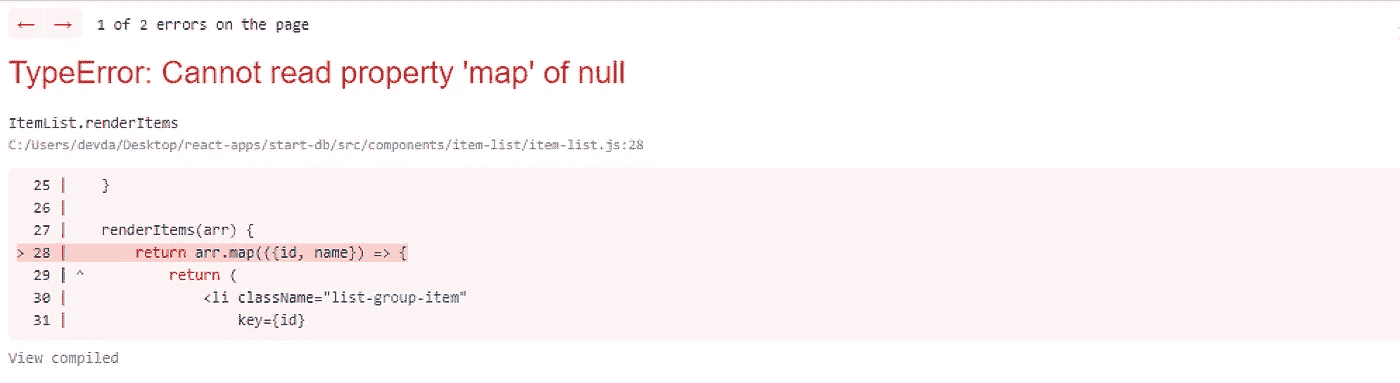 ← → 1 of 2 errors on the page
TypeError: Cannot read property 'map' of null
ItemList.renderItems
C:/Users/devda/Desktop/react-apps/start-db/src/components/item-list/item-list.js:28
25 | }
26 |
27 | renderItems(arr) {
> 28 | return arr.map(({id, name}) => {
29 | ^ return (
30 | <li className="list-group-item"
31 | key={id}
View compiled